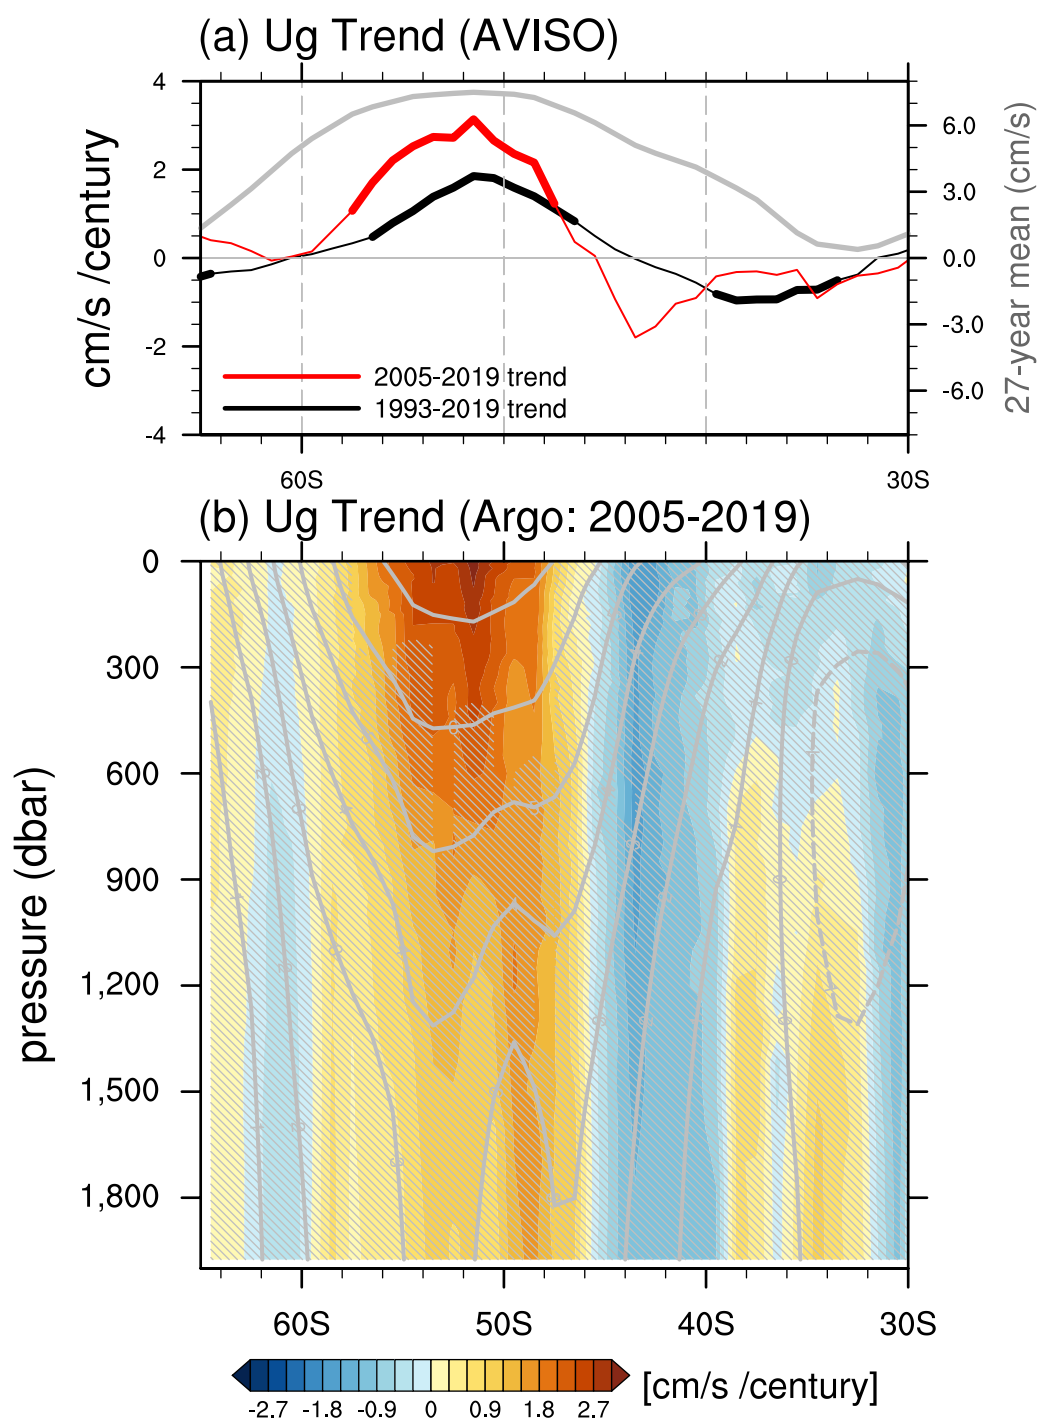 (a) Ug Trend (AVISO)
4
2
0
-2
-4
cm/s /century
6.0
3.0
0.0
-3.0
-6.0
27-year mean (cm/s)
2005-2019 trend
1993-2019 trend
60S
30S
(b) Ug Trend (Argo: 2005-2019)
0
300
600
900
1,200
1,500
1,800
pressure (dbar)
60S
50S
40S
30S
-2.7
-1.8
-0.9
0
0.9
1.8
2.7
[cm/s /century]